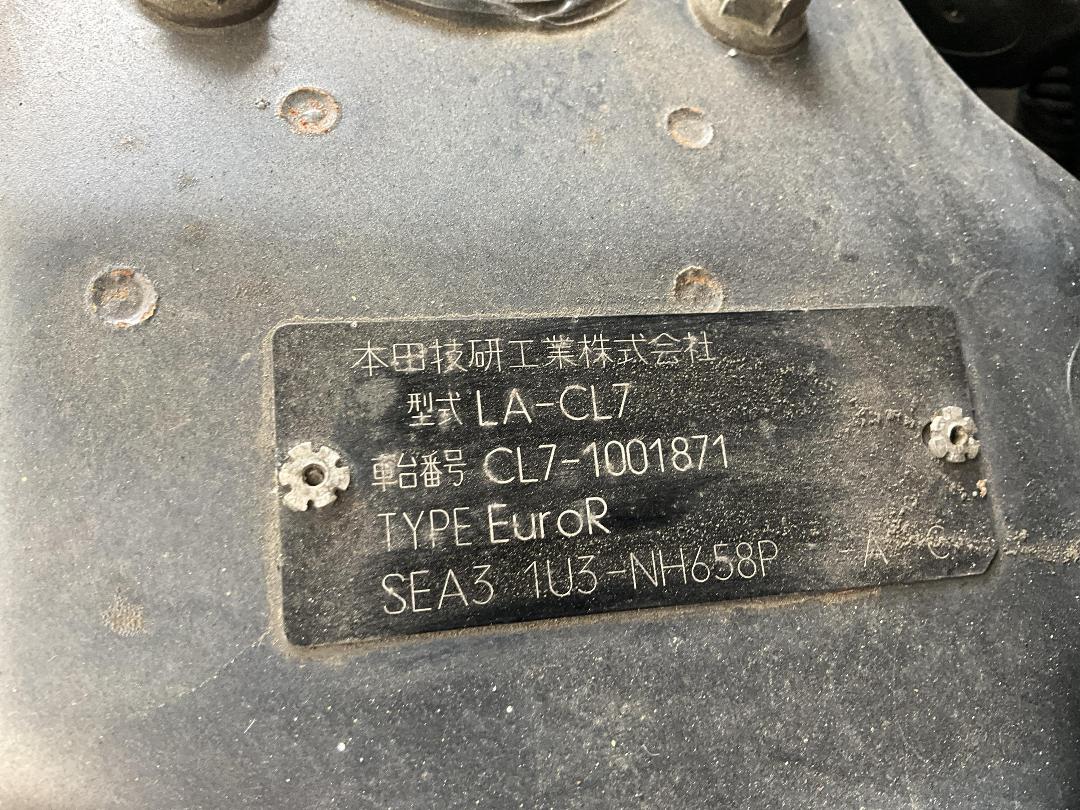 本田技研工業株式会社
型式 LA-CL7
車台番号 CL7-1001871
TYPE EuroR
SEA3 1U3-NH658P -A C